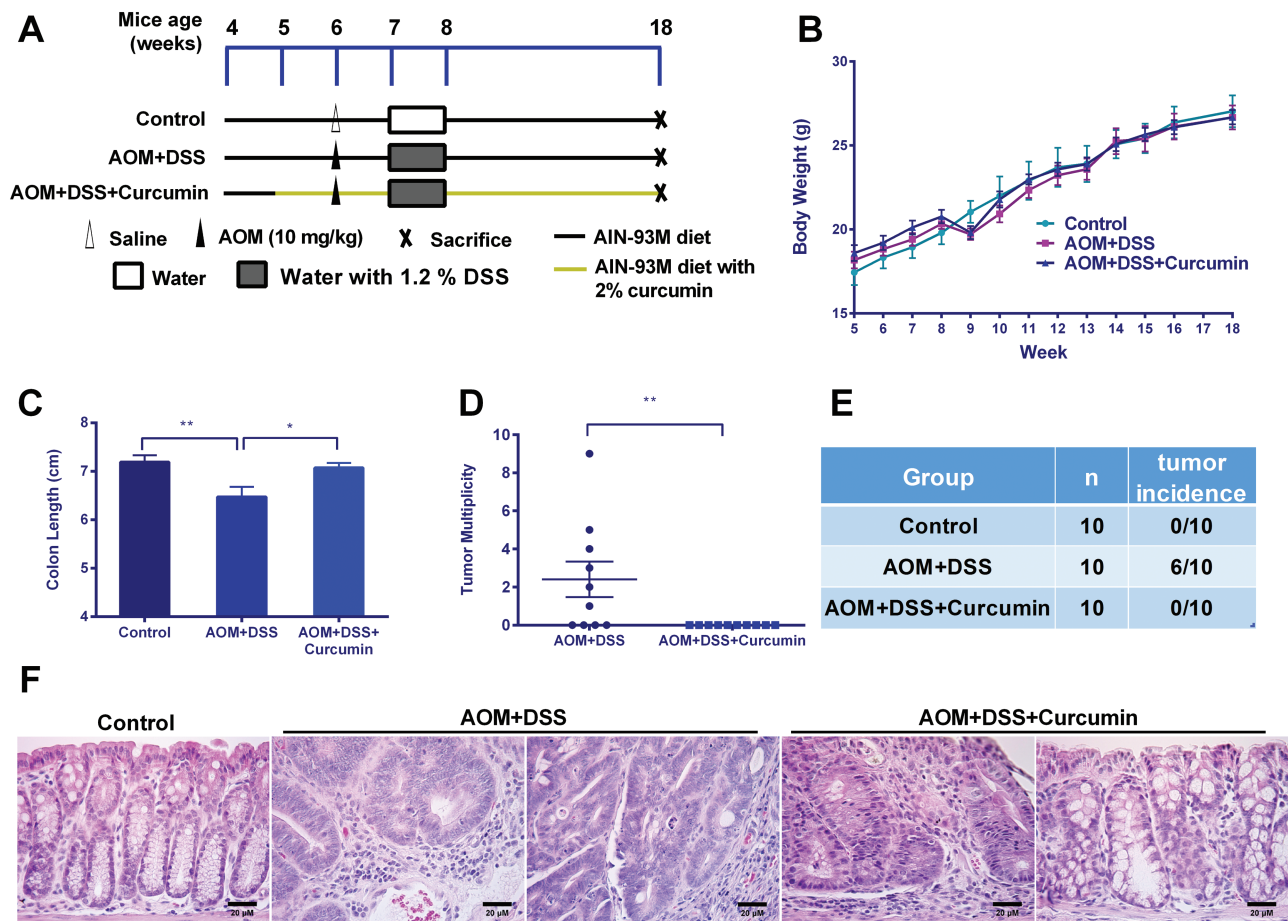 A
Mice age
(weeks)
4 5 6 7 8 18
Control
AOM+DSS
AOM+DSS+Curcumin
Saline
AOM (10 mg/kg)
Sacrifice
AIN-93M diet
Water
Water with 1.2 % DSS
AIN-93M diet with
2% curcumin
B
Body Weight (g)
30
25
20
15
Control
AOM+DSS
AOM+DSS+Curcumin
5 6 7 8 9 10 11 12 13 14 15 16 17 18
Week
C
Colon Length (cm)
8
7
6
5
4
** *
Control AOM+DSS AOM+DSS+
Curcumin
D
Tumor Multiplicity
**
10
8
6
4
2
0
AOM+DSS AOM+DSS+Curcumin
E
Group n tumor
incidence
Control 10 0/10
AOM+DSS 10 6/10
AOM+DSS+Curcumin 10 0/10
F
Control AOM+DSS AOM+DSS+Curcumin
20 µM 20 µM 20 µM 20 µM 20 µM